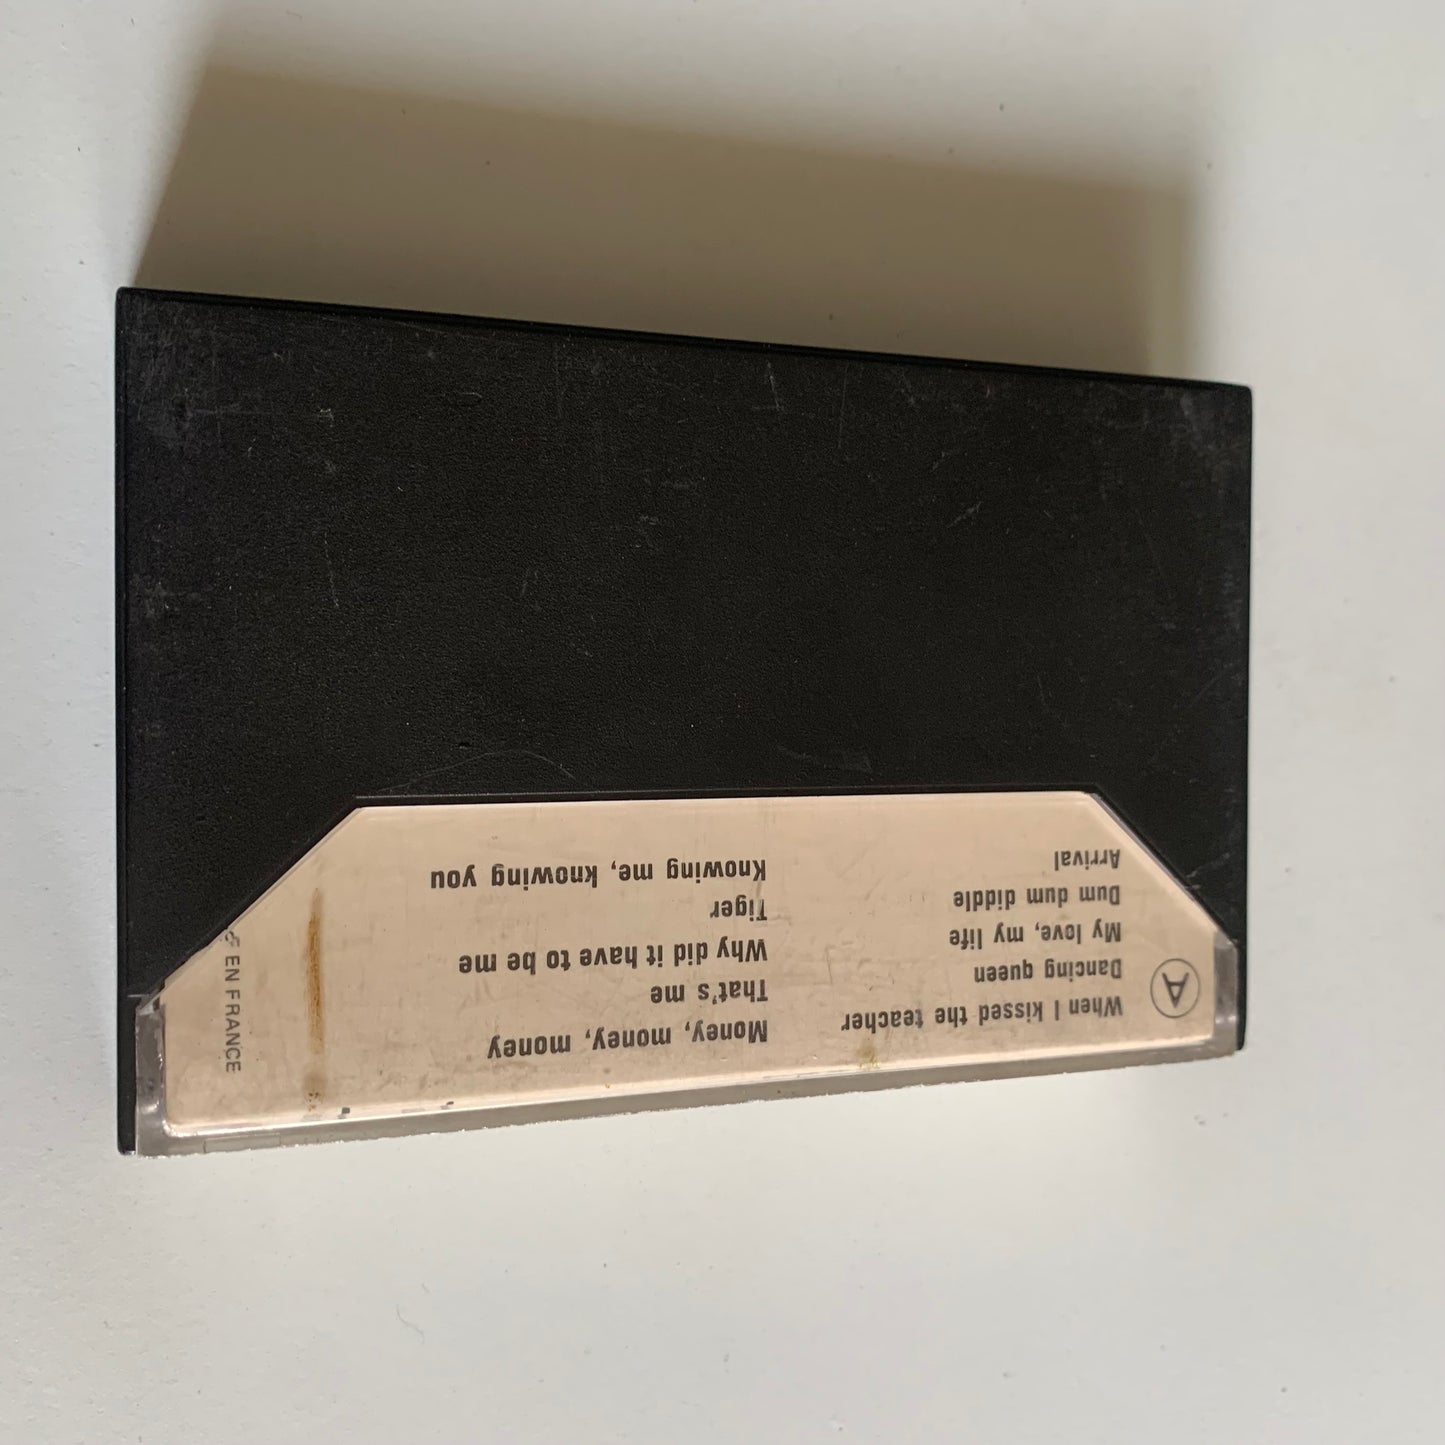 A
When I kissed the teacher
Dancing queen
My love, my life
Dum dum diddle
Arrival
Money, money, money
That's me
Why did it have to be me
Tiger
Knowing me, knowing you
EN FRANCE